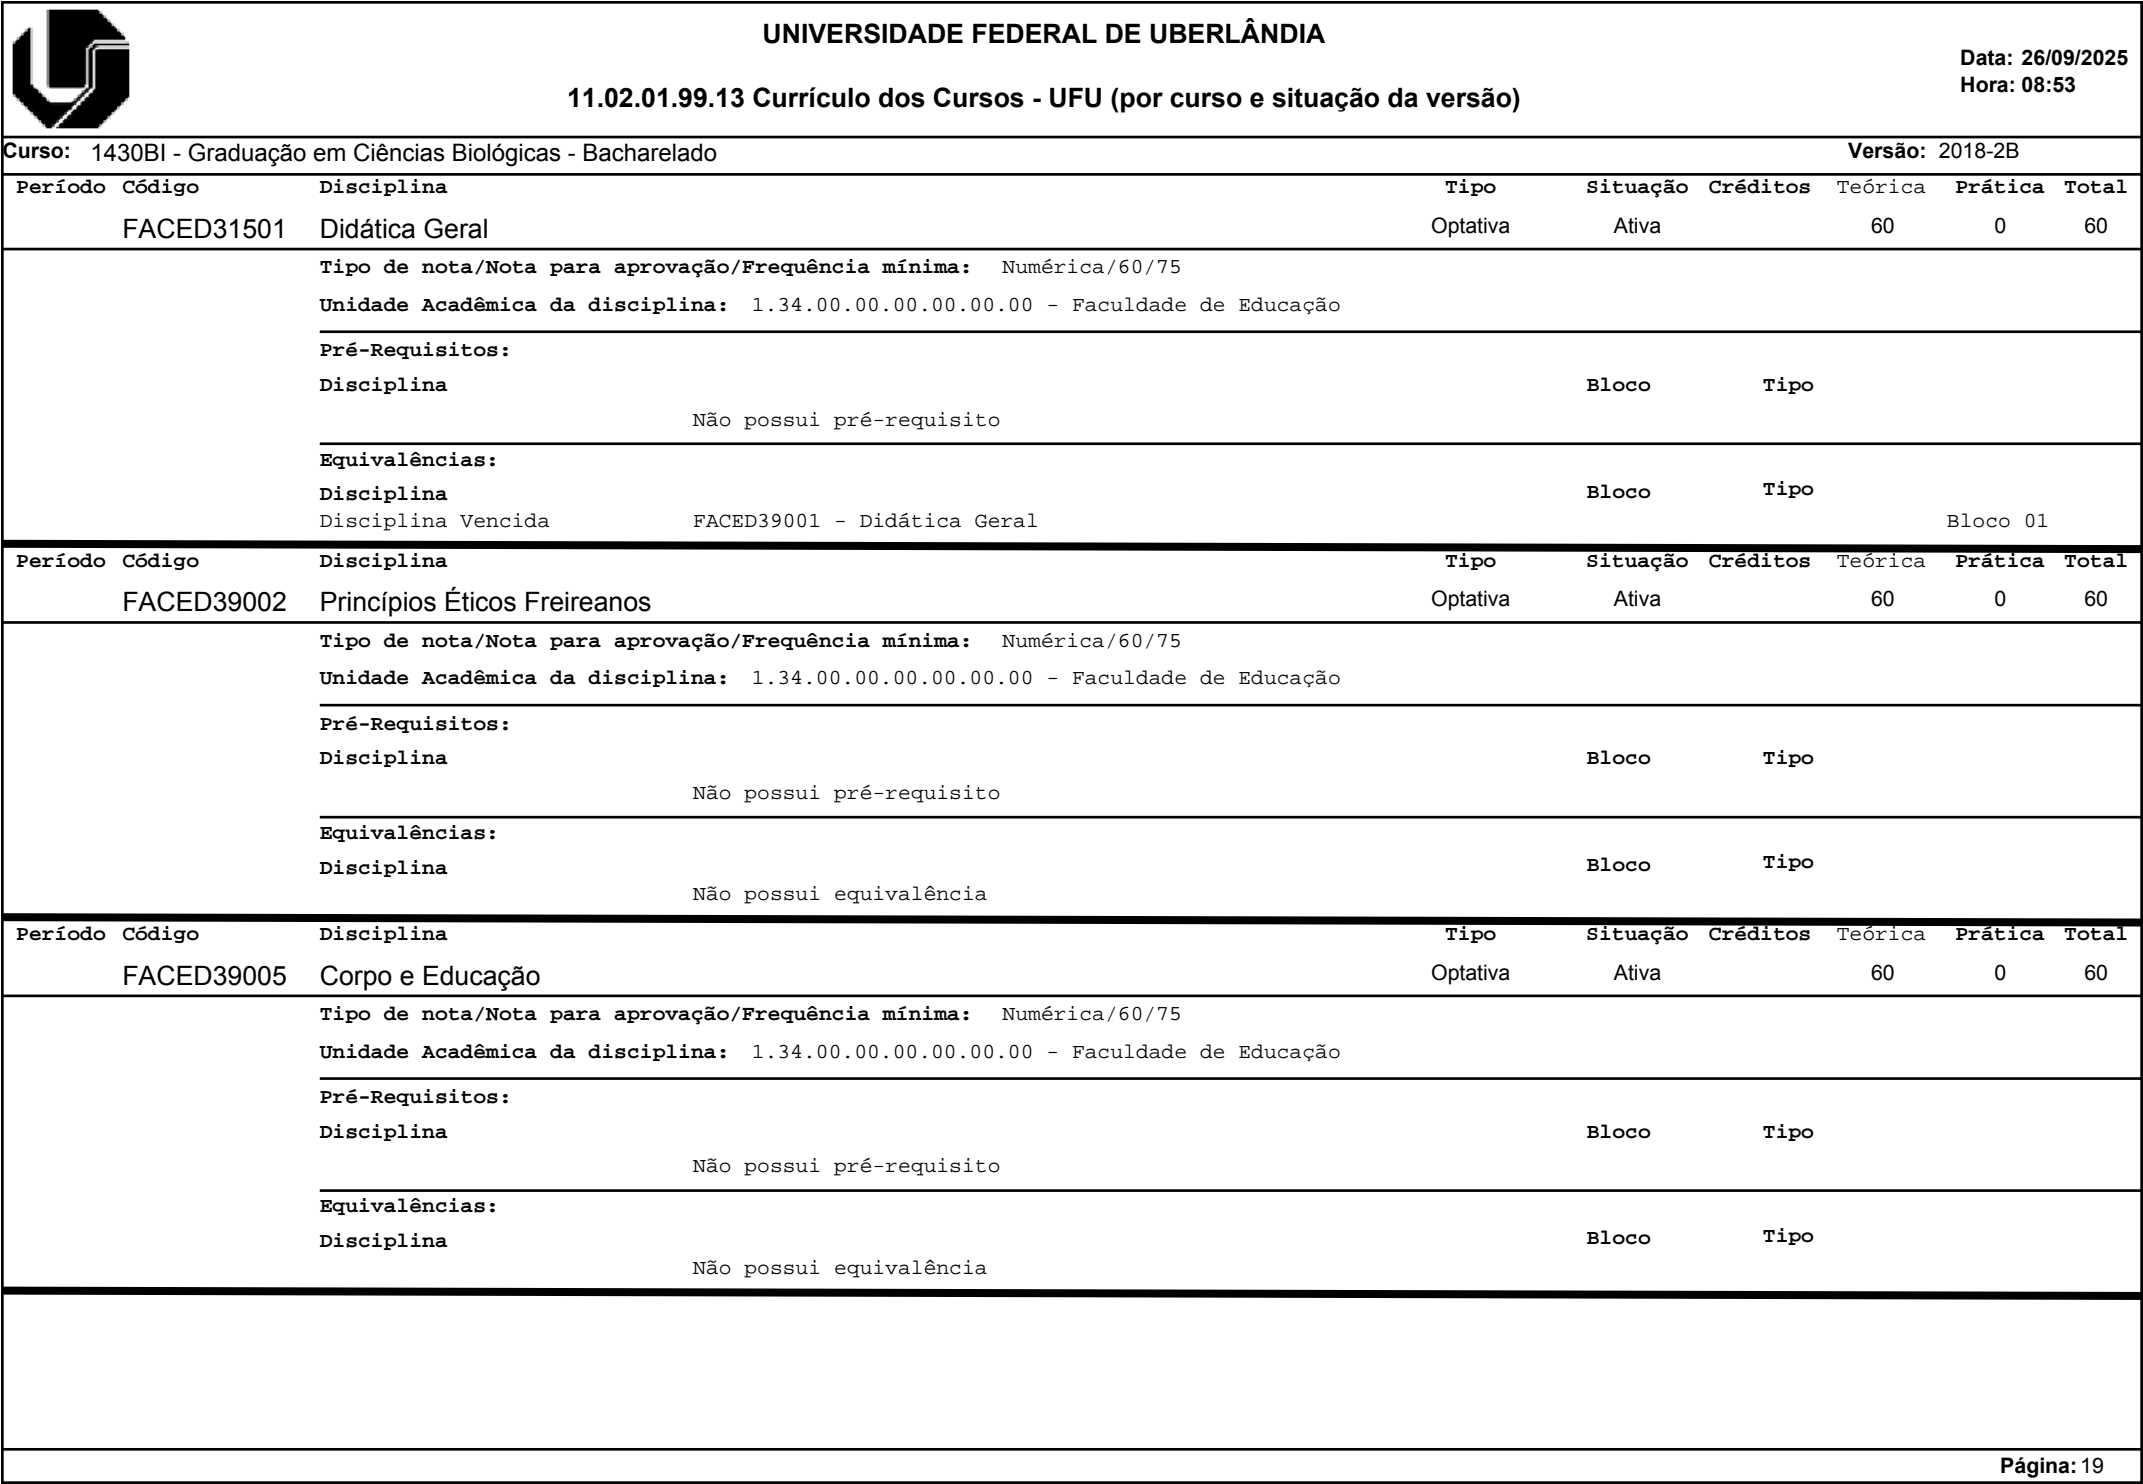 UNIVERSIDADE FEDERAL DE UBERLÂNDIA
Data: 26/09/2025
Hora: 08:53
11.02.01.99.13 Currículo dos Cursos - UFU (por curso e situação da versão)
Curso: 1430BI - Graduação em Ciências Biológicas - Bacharelado Versão: 2018-2B
Período Código Disciplina Tipo Situação Créditos Teórica Prática Total
FACED31501 Didática Geral Optativa Ativa 60 0 60
Tipo de nota/Nota para aprovação/Frequência mínima: Numérica/60/75
Unidade Acadêmica da disciplina: 1.34.00.00.00.00.00.00 - Faculdade de Educação
Pré-Requisitos:
Disciplina Bloco Tipo
Não possui pré-requisito
Equivalências:
Disciplina Bloco Tipo
Disciplina Vencida FACED39001 - Didática Geral Bloco 01
Período Código Disciplina Tipo Situação Créditos Teórica Prática Total
FACED39002 Princípios Éticos Freireanos Optativa Ativa 60 0 60
Tipo de nota/Nota para aprovação/Frequência mínima: Numérica/60/75
Unidade Acadêmica da disciplina: 1.34.00.00.00.00.00.00 - Faculdade de Educação
Pré-Requisitos:
Disciplina Bloco Tipo
Não possui pré-requisito
Equivalências:
Disciplina Bloco Tipo
Não possui equivalência
Período Código Disciplina Tipo Situação Créditos Teórica Prática Total
FACED39005 Corpo e Educação Optativa Ativa 60 0 60
Tipo de nota/Nota para aprovação/Frequência mínima: Numérica/60/75
Unidade Acadêmica da disciplina: 1.34.00.00.00.00.00.00 - Faculdade de Educação
Pré-Requisitos:
Disciplina Bloco Tipo
Não possui pré-requisito
Equivalências:
Disciplina Bloco Tipo
Não possui equivalência
Página: 19